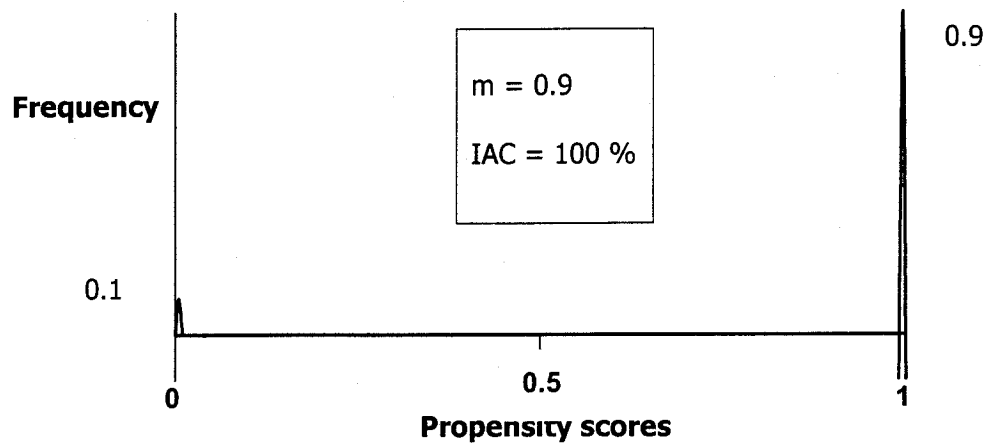 0.9
m = 0.9
Frequency
IAC = 100 %
0.1
0
0.5
1
Propensity scores